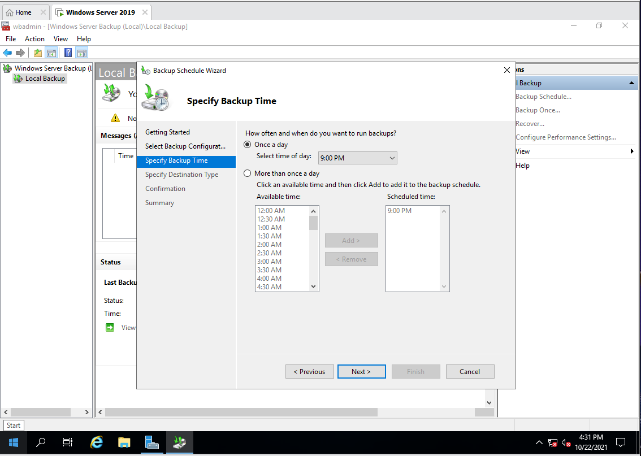 Home
Windows Server 2019
wbadmin - [Windows Server Backup (Local)\Local Backup]
File Action View Help
Windows Server Backup (L
Local Backup
Local B
Yo
No
Messages (
Time
Status
Last Backu
Status:
Time:
View
Backup Schedule Wizard
Specify Backup Time
Getting Started
Select Backup Configurat...
Specify Backup Time
Specify Destination Type
Confirmation
Summary
How often and when do you want to run backups?
Once a day
Select time of day: 9:00 PM
More than once a day
Click an available time and then click Add to add it to the backup schedule.
Available time: Scheduled time:
12:00 AM
12:30 AM
1:00 AM
1:30 AM
2:00 AM
2:30 AM
3:00 AM
3:30 AM
4:00 AM
4:30 AM
Add >
< Remove
9:00 PM
< Previous Next > Finish Cancel
ons
Backup
Backup Schedule...
Backup Once...
Recover...
Configure Performance Settings...
View
Help
Start
4:31 PM
10/22/2021